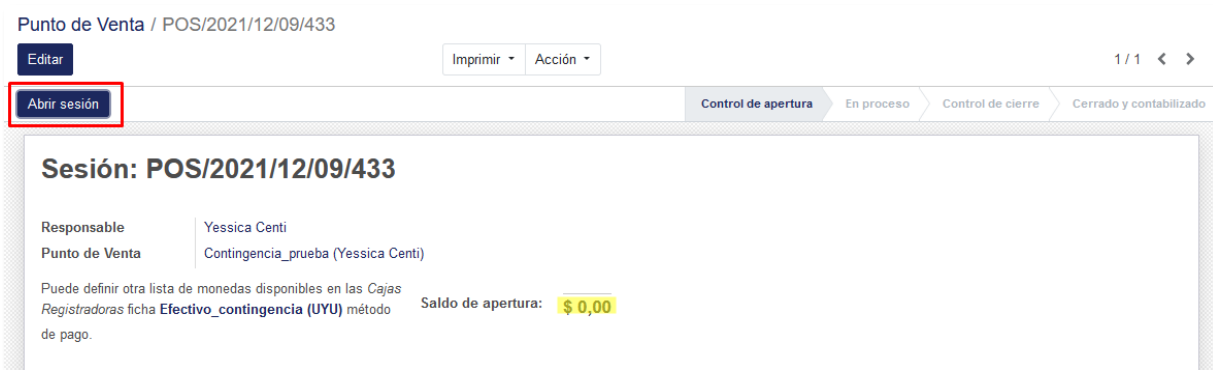 Punto de Venta / POS/2021/12/09/433
Editar
Imprimir Acción
1 / 1
Abrir sesión
Control de apertura En proceso Control de cierre Cerrado y contabilizado
Sesión: POS/2021/12/09/433
Responsable Yessica Centi
Punto de Venta Contingencia_prueba (Yessica Centi)
Puede definir otra lista de monedas disponibles en las Cajas
Registradoras ficha Efectivo_contingencia (UYU) método
de pago.
Saldo de apertura: $ 0,00